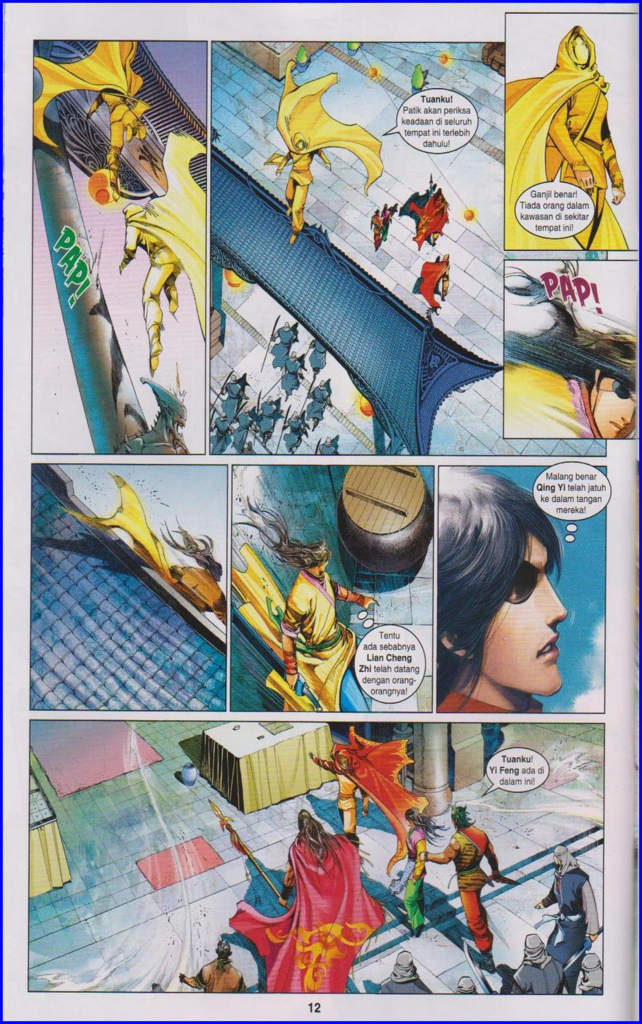 PAP!
Tuanku!
Patik akan periksa
keadaan di seluruh
tempat ini terlebih
dahulu!
Ganjil benar!
Tiada orang dalam
kawasan di sekitar
tempat ini!
PAP!
Tentu
ada sebabnya
Lian Cheng
Zhi telah datang
dengan orang-
orangnya!
Malang benar
Qing Yi telah jatuh
ke dalam tangan
mereka!
Tuanku!
Yi Feng ada di
dalam ini!
12